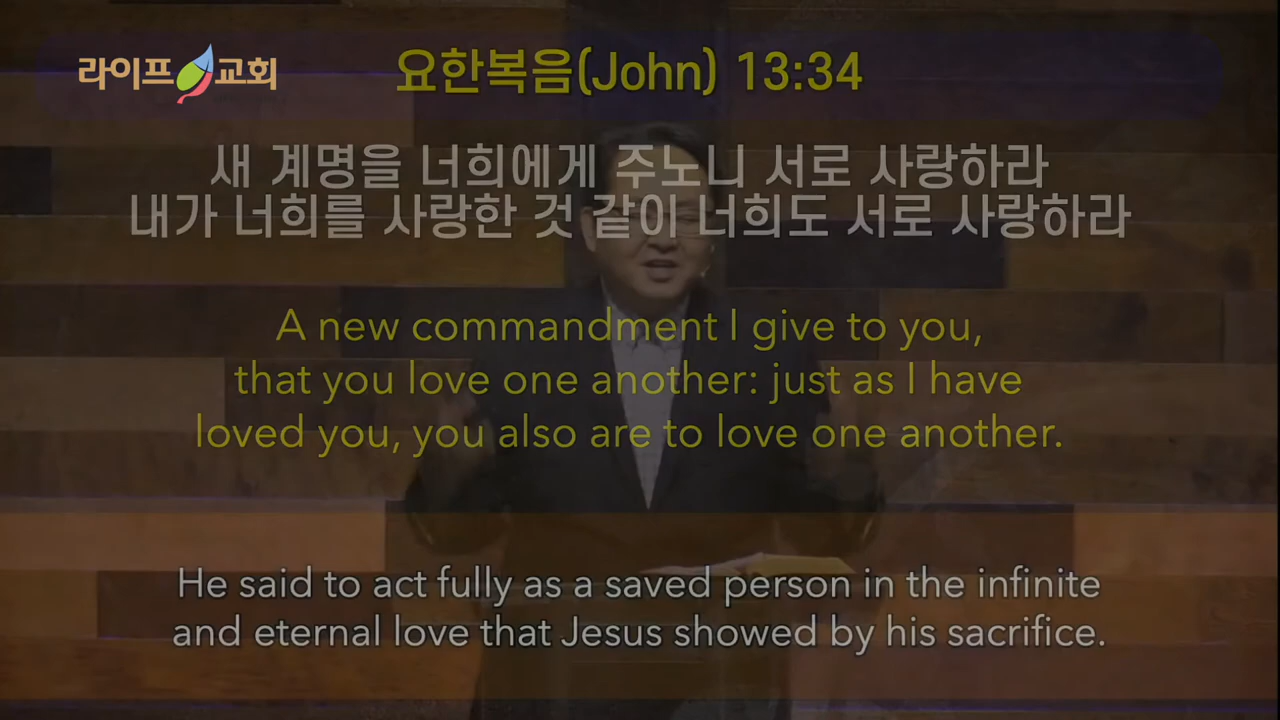 라이프 교회
요한복음(John) 13:34
새 계명을 너희에게 주노니 서로 사랑하라
내가 너희를 사랑한 것 같이 너희도 서로 사랑하라
A new commandment I give to you,
that you love one another: just as I have
loved you, you also are to love one another.
He said to act fully as a saved person in the infinite
and eternal love that Jesus showed by his sacrifice.